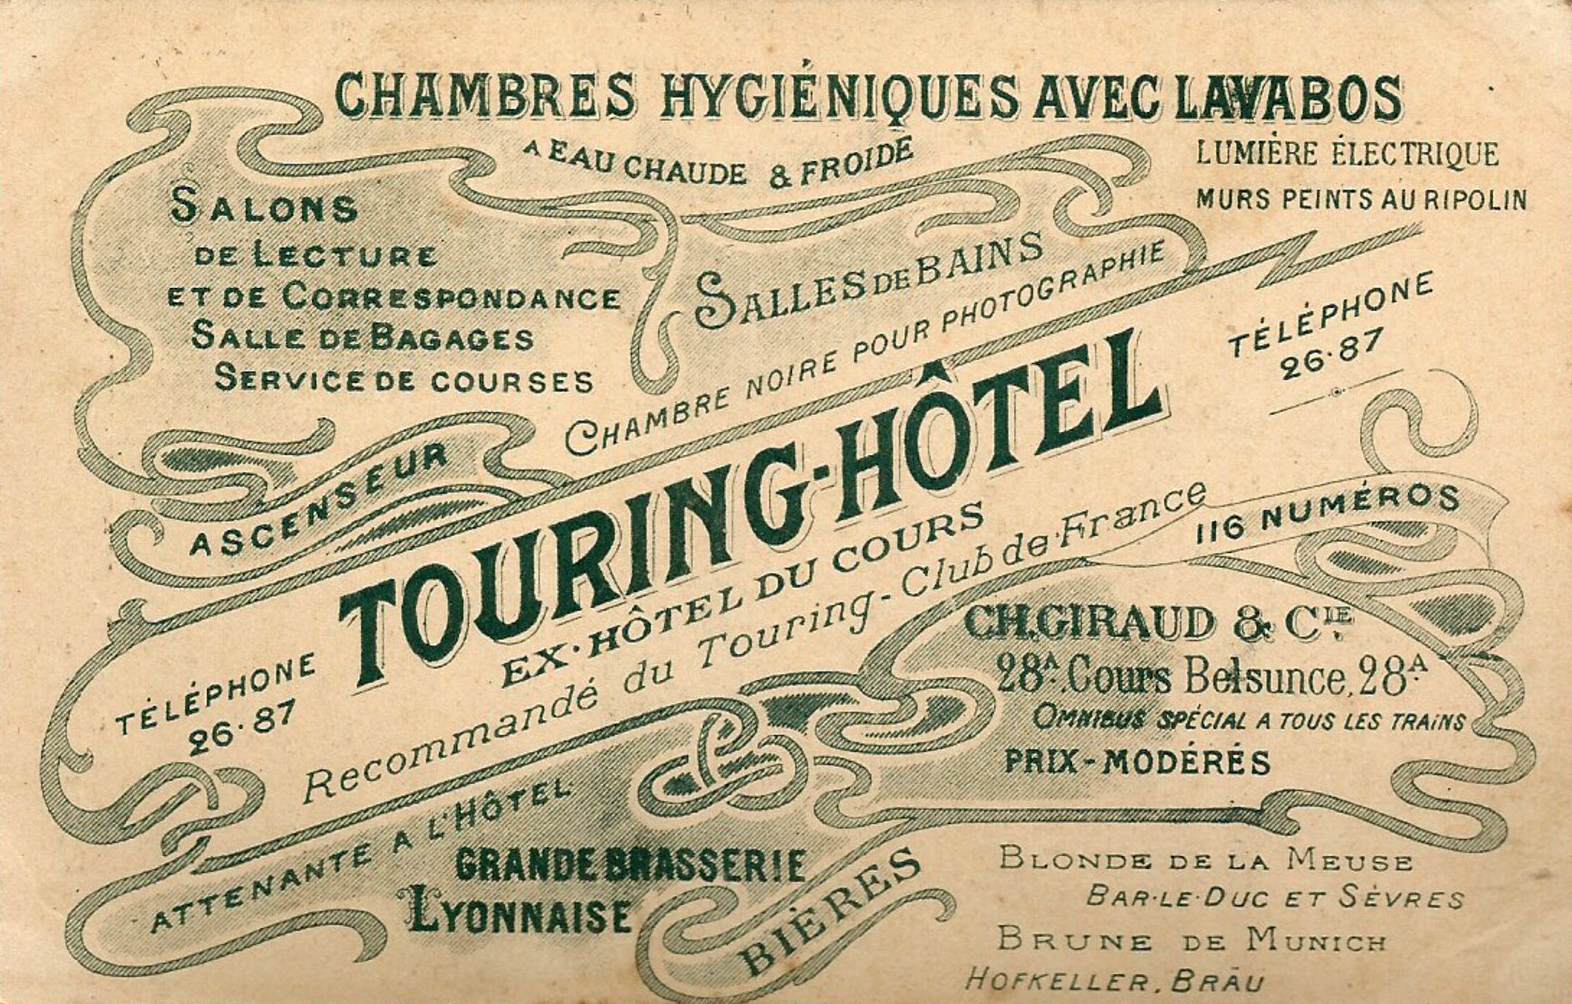 CHAMBRES HYGIÉNIQUES AVEC LAVABOS
A EAU CHAUDE & FROIDE
LUMIÈRE ÉLECTRIQUE
MURS PEINTS AU RIPOLIN
SALONS
DE LECTURE
ET DE CORRESPONDANCE
SALLE DE BAGAGES
SERVICE DE COURSES
SALLES DE BAINS
CHAMBRE NOIRE POUR PHOTOGRAPHIE
TÉLÉPHONE
26·87
ASCENSEUR
TOURING-HÔTEL
EX·HÔTEL DU COURS
Recommandé du Touring-Club de France
116 NUMÉROS
TÉLÉPHONE
26·87
CH. GIRAUD & CIE
28A. Cours Belsunce, 28A
OMNIBUS SPÉCIAL A TOUS LES TRAINS
PRIX-MODÉRÉS
ATTENANTE A L'HÔTEL
GRANDE BRASSERIE
LYONNAISE
BIÈRES
BLONDE DE LA MEUSE
BAR·LE·DUC ET SÈVRES
BRUNE DE MUNICH
HOFKELLER, BRÄU